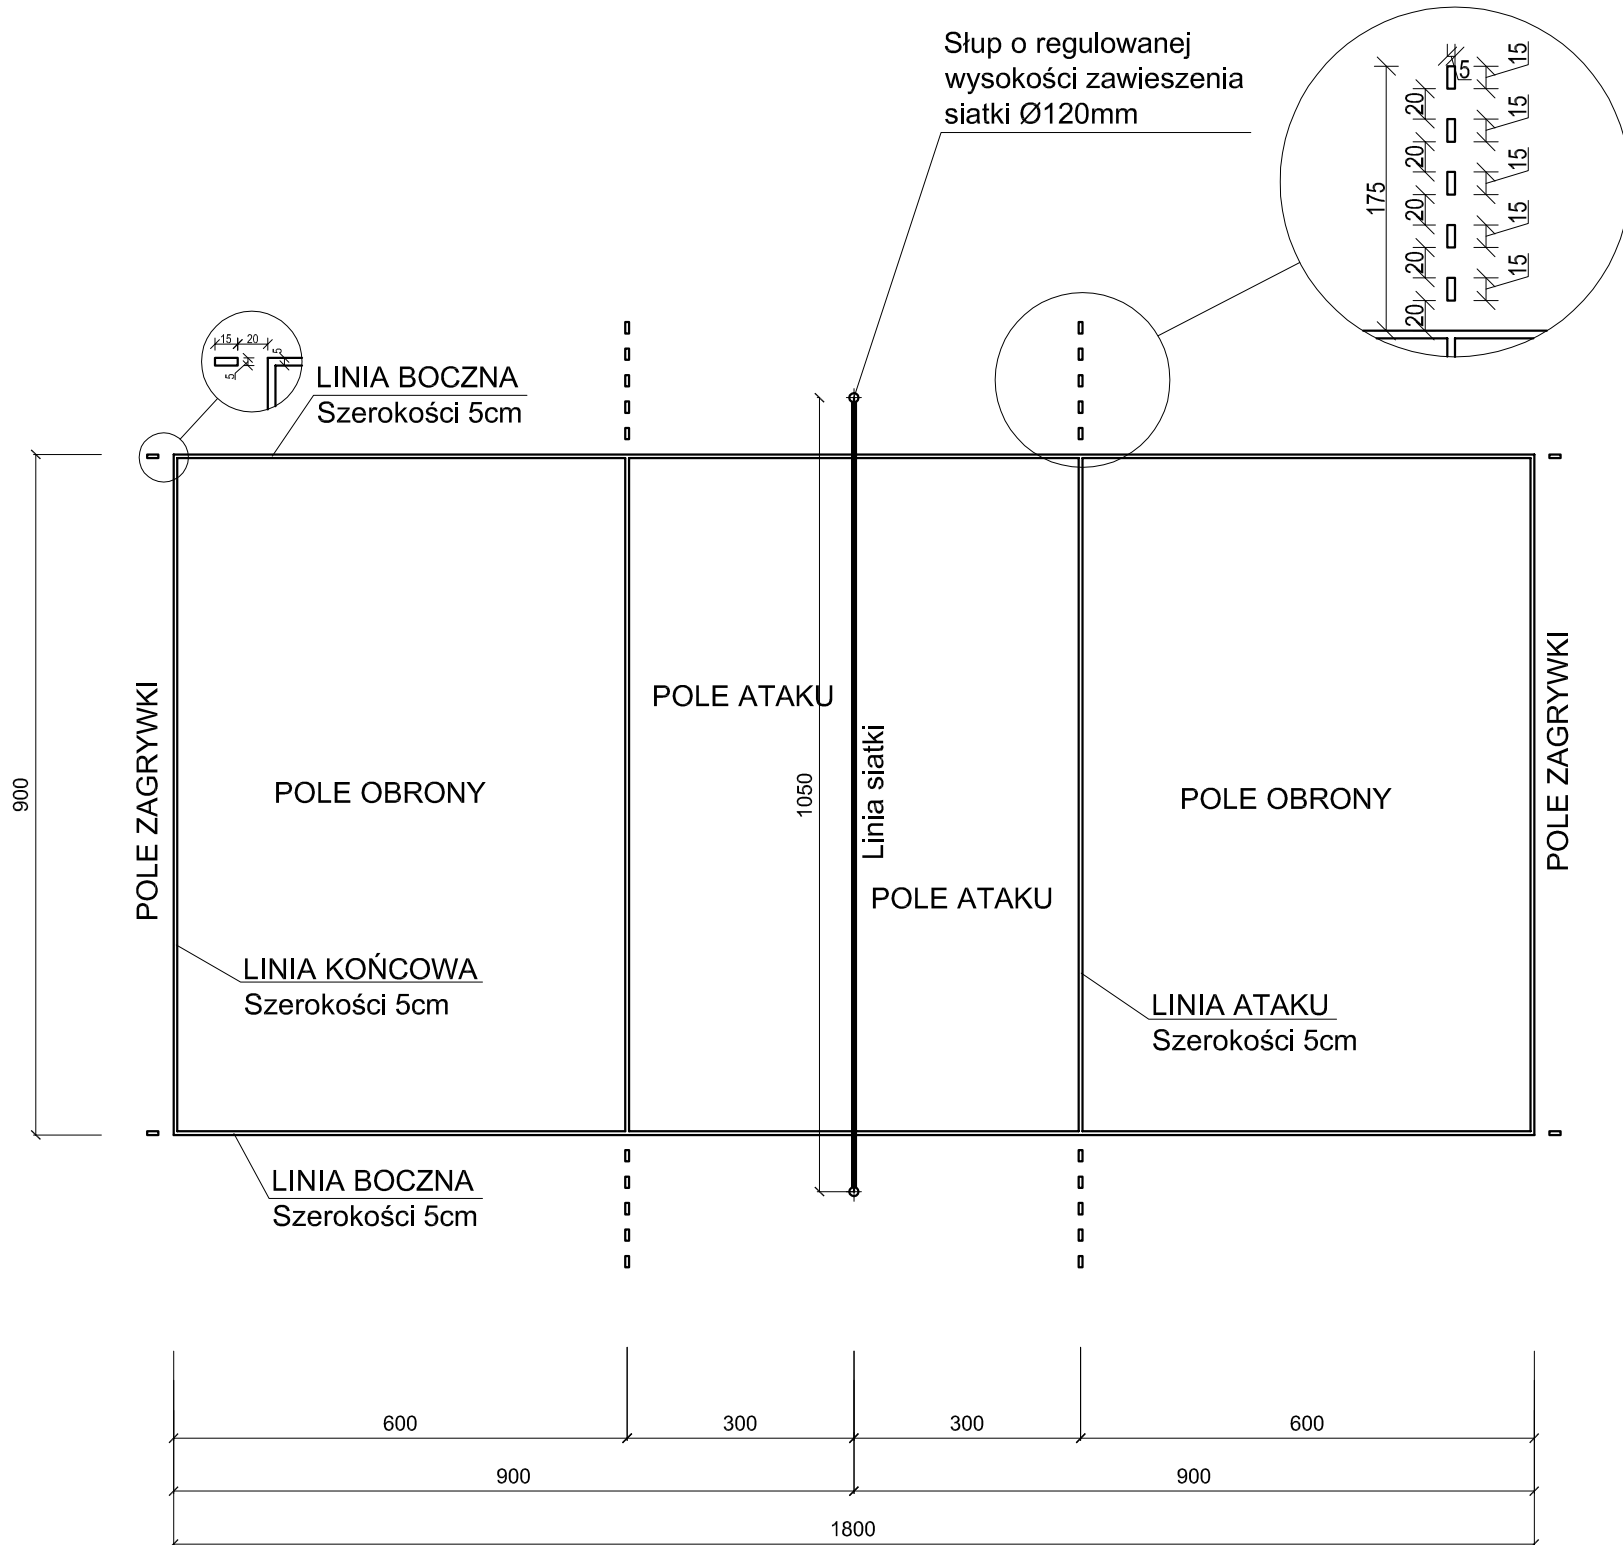 Słup o regulowanej
wysokości zawieszenia
siatki Ø120mm
5
15
15
15
15
15
20
20
20
20
20
175
15
20
5
5
LINIA BOCZNA
Szerokości 5cm
900
1050
POLE ZAGRYWKI
POLE OBRONY
POLE ATAKU
Linia siatki
POLE ATAKU
POLE OBRONY
POLE ZAGRYWKI
LINIA KOŃCOWA
Szerokości 5cm
LINIA ATAKU
Szerokości 5cm
LINIA BOCZNA
Szerokości 5cm
600
300
300
600
900
900
1800